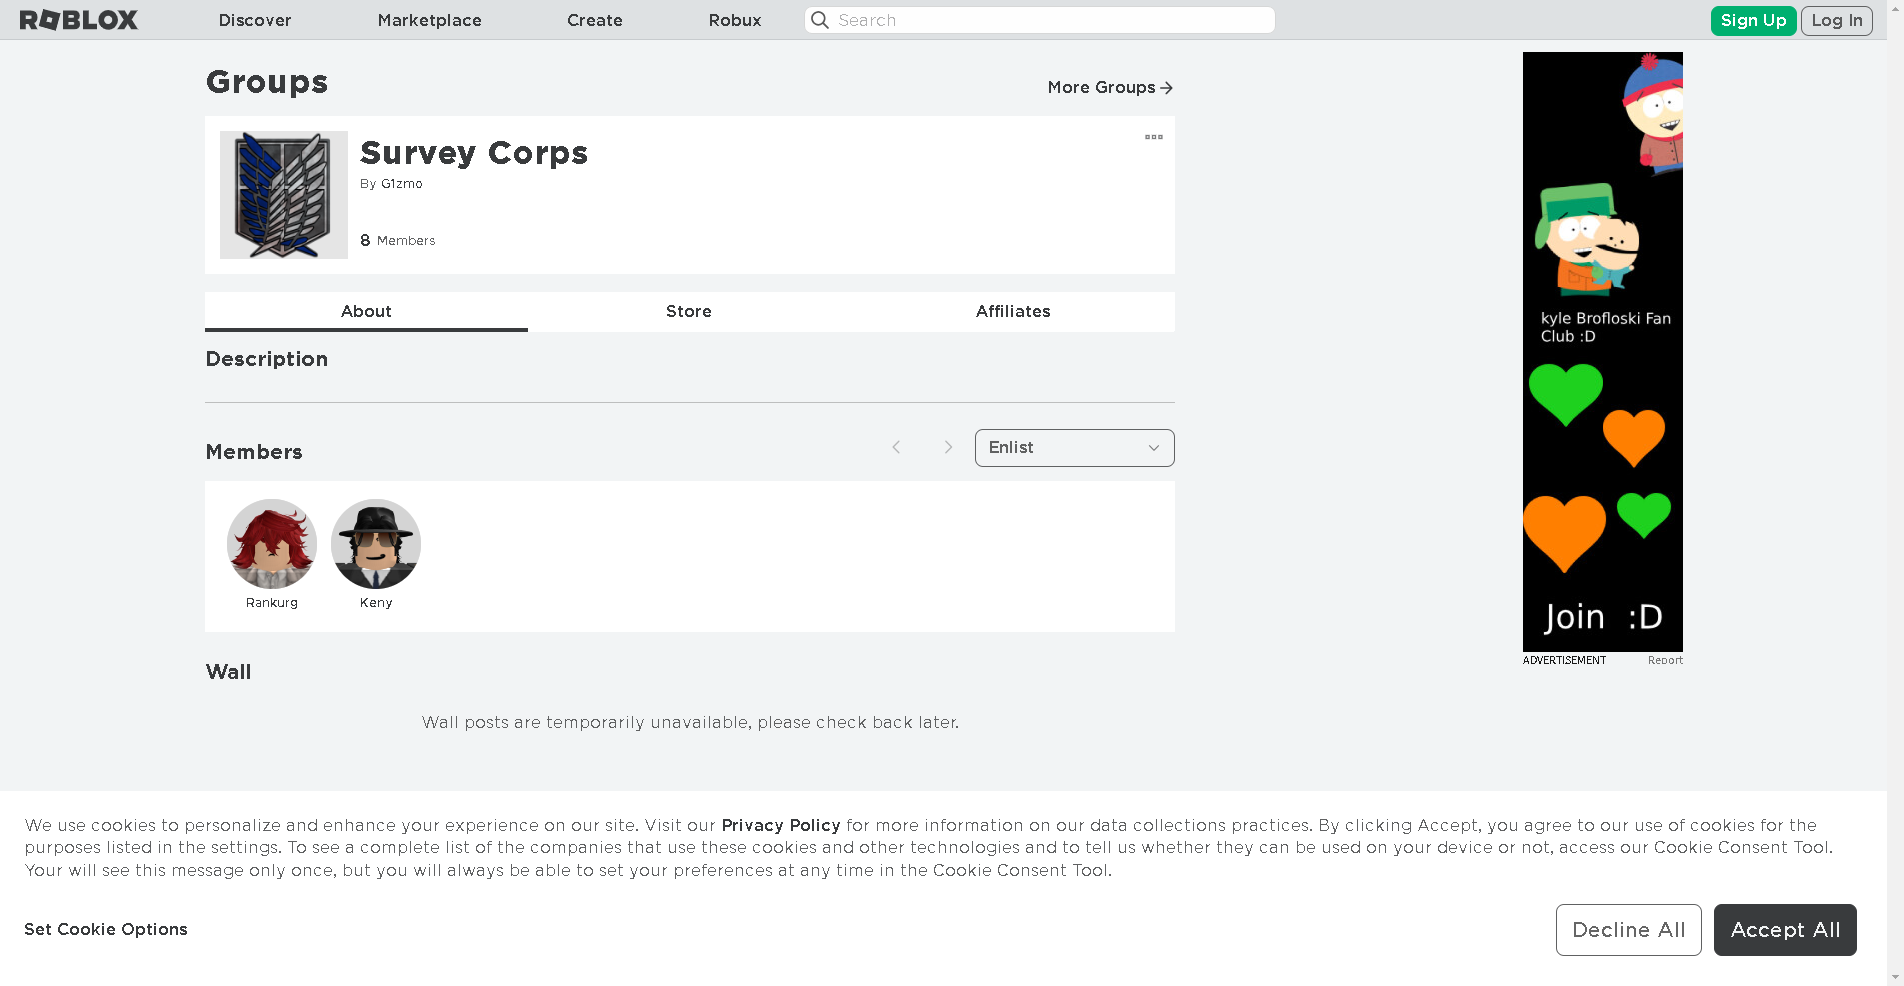 ROBLOX
Discover
Marketplace
Create
Robux
Search
Sign Up
Log In
Groups
More Groups
Survey Corps
By G1zmo
8 Members
About
Store
Affiliates
Description
Members
Enlist
Rankurg
Keny
Wall
Wall posts are temporarily unavailable, please check back later.
kyle Brofloski Fan
Club :D
Join :D
ADVERTISEMENT
Report
We use cookies to personalize and enhance your experience on our site. Visit our Privacy Policy for more information on our data collections practices. By clicking Accept, you agree to our use of cookies for the
purposes listed in the settings. To see a complete list of the companies that use these cookies and other technologies and to tell us whether they can be used on your device or not, access our Cookie Consent Tool.
Your will see this message only once, but you will always be able to set your preferences at any time in the Cookie Consent Tool.
Set Cookie Options
Decline All
Accept All